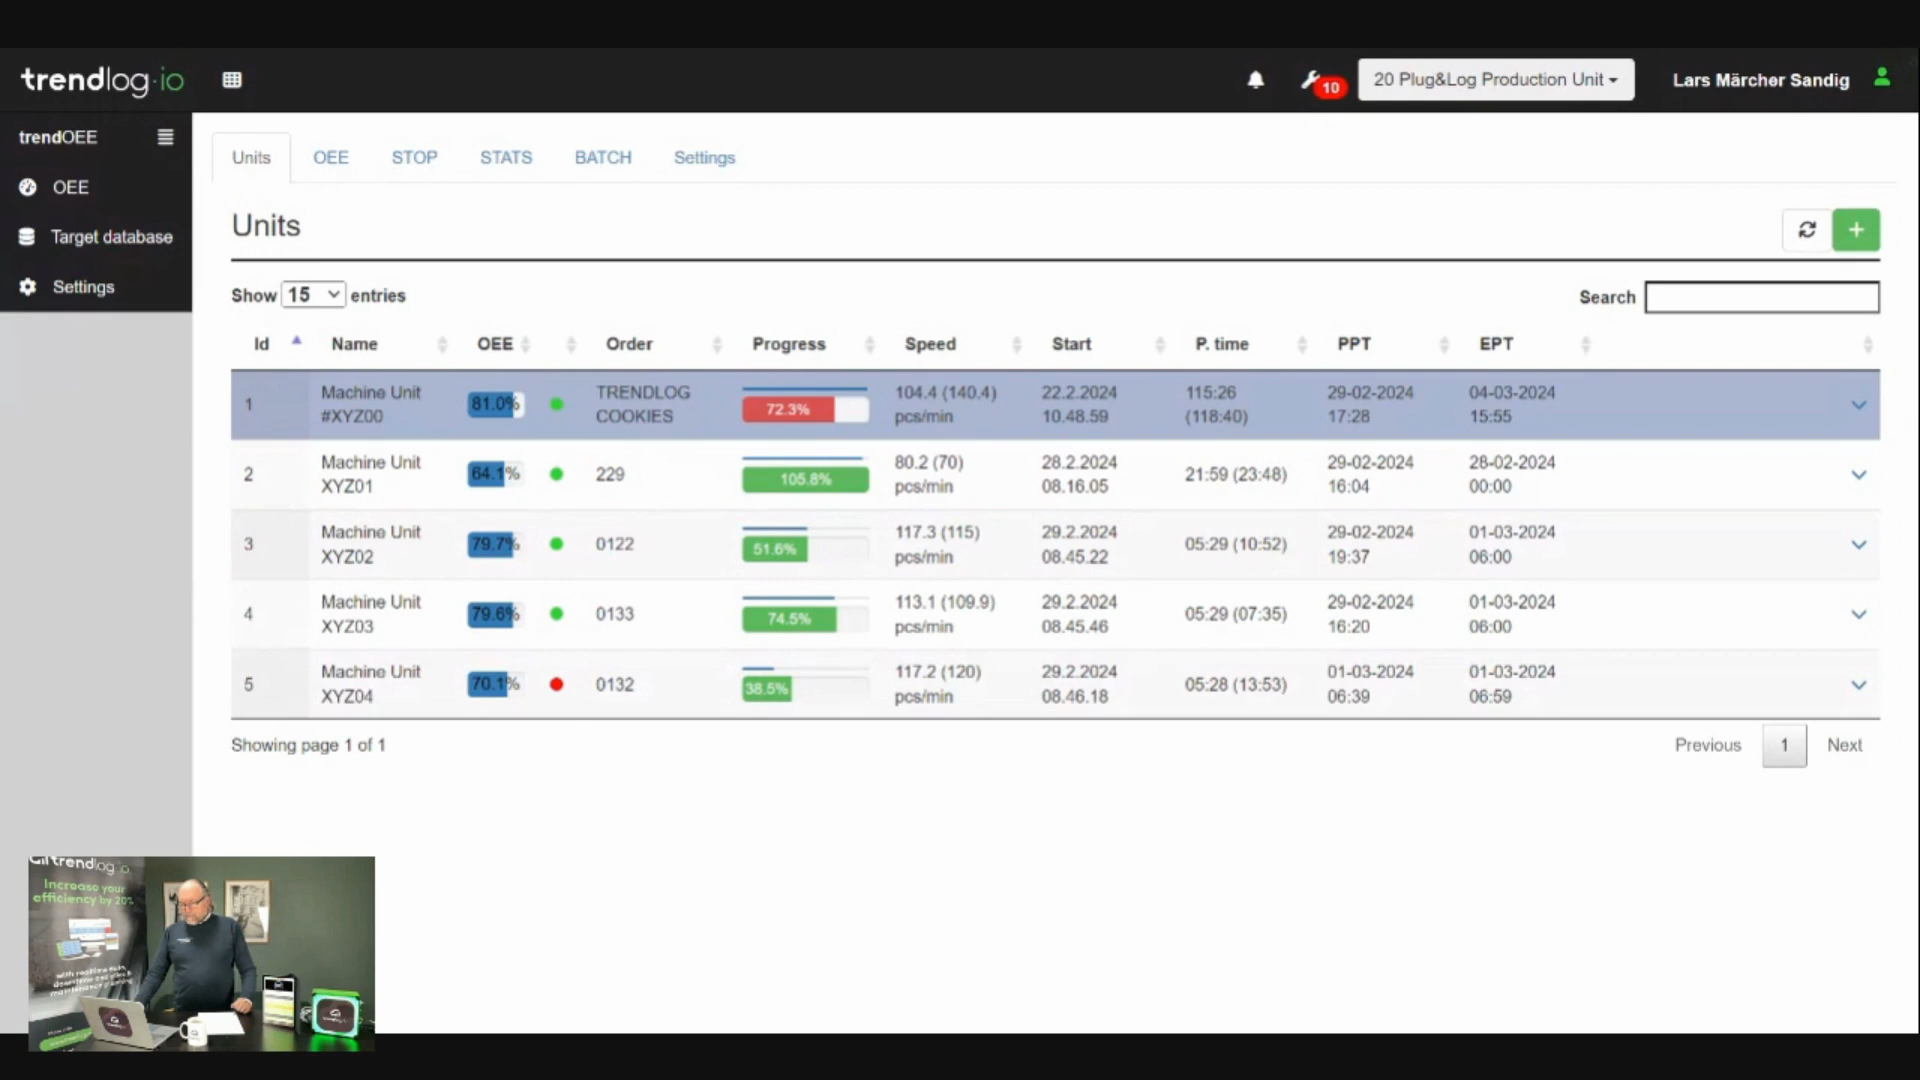 trendlog.io
10
20 Plug&Log Production Unit
Lars Märcher Sandig
trendOEE
OEE
Target database
Settings
Units OEE STOP STATS BATCH Settings
Units
+
Show 15 entries
Search
Id Name OEE Order Progress Speed Start P. time PPT EPT
1 Machine Unit #XYZ00 81.0% TRENDLOG COOKIES 72.3% 104.4 (140.4) pcs/min 22.2.2024 10.48.59 115:26 (118:40) 29-02-2024 17:28 04-03-2024 15:55
2 Machine Unit XYZ01 64.1% 229 105.8% 80.2 (70) pcs/min 28.2.2024 08.16.05 21:59 (23:48) 29-02-2024 16:04 28-02-2024 00:00
3 Machine Unit XYZ02 79.7% 0122 51.6% 117.3 (115) pcs/min 29.2.2024 08.45.22 05:29 (10:52) 29-02-2024 19:37 01-03-2024 06:00
4 Machine Unit XYZ03 79.6% 0133 74.5% 113.1 (109.9) pcs/min 29.2.2024 08.45.46 05:29 (07:35) 29-02-2024 16:20 01-03-2024 06:00
5 Machine Unit XYZ04 70.1% 0132 38.5% 117.2 (120) pcs/min 29.2.2024 08.46.18 05:28 (13:53) 01-03-2024 06:39 01-03-2024 06:59
Showing page 1 of 1
Previous 1 Next
trendlog.io
Increase your
efficiency by 20%